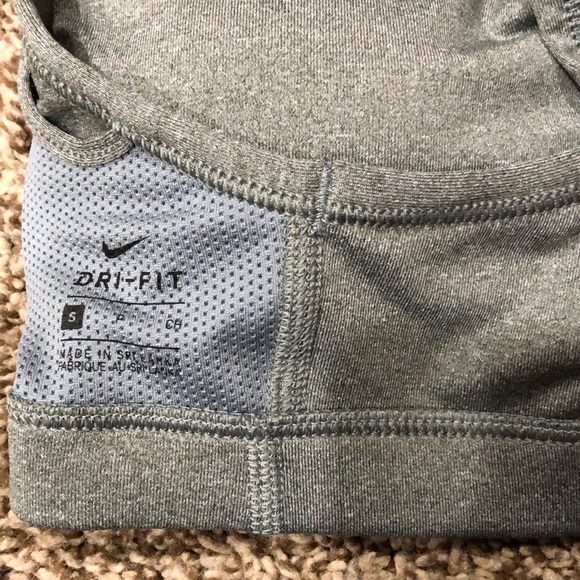 DRI-FIT
S P CH
MADE IN SRI LANKA
FABRIQUE AU SRI LANKA